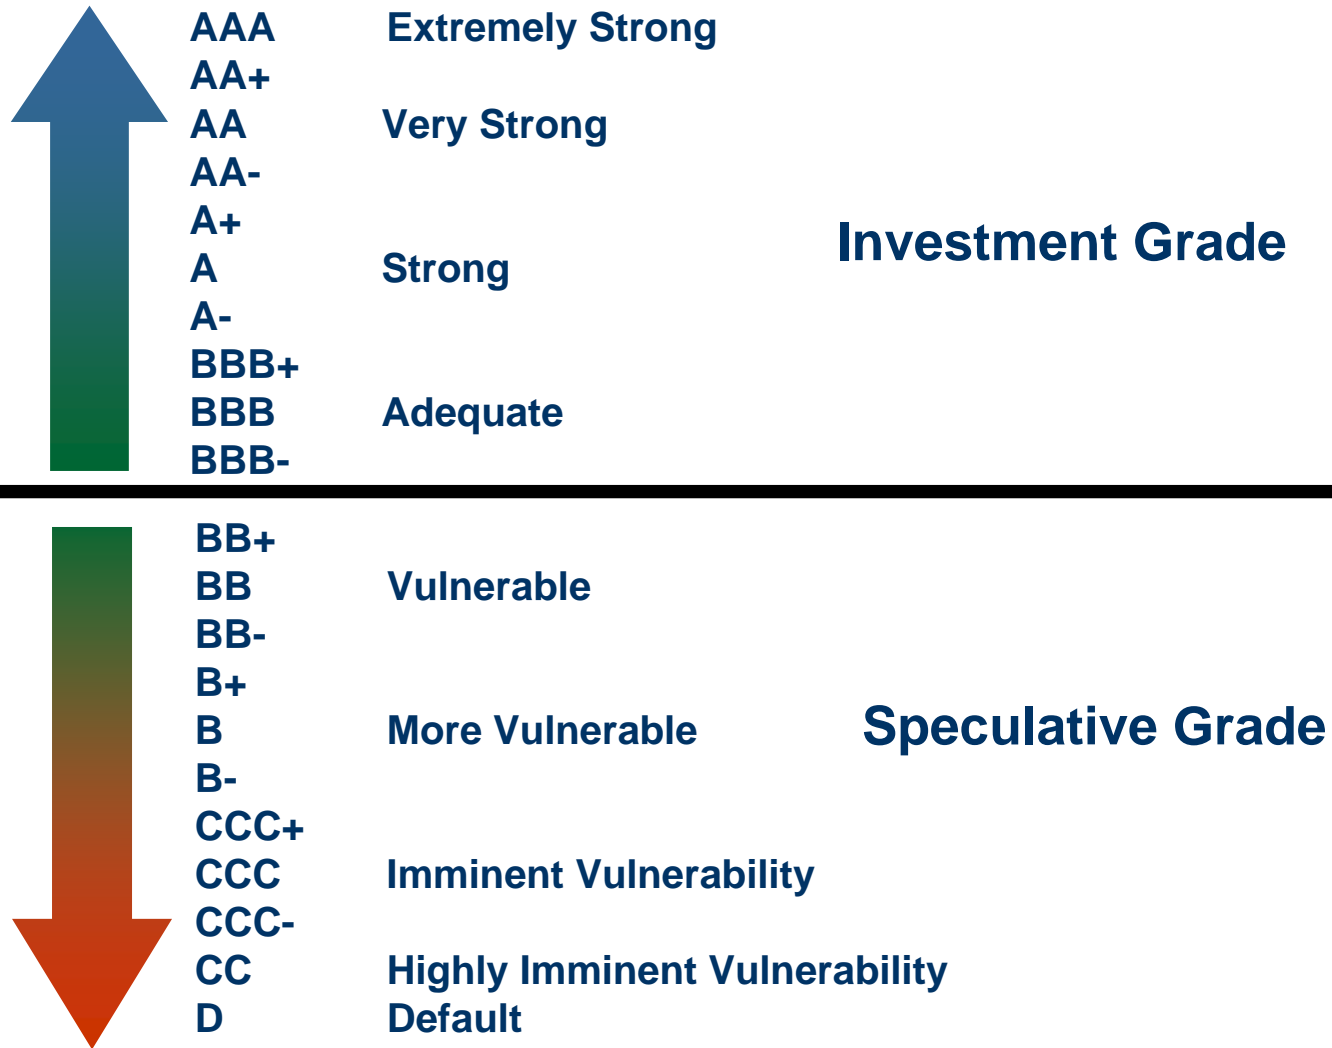 AAA Extremely Strong
AA+
AA Very Strong
AA-
A+
Investment Grade
A Strong
A-
BBB+
BBB Adequate
BBB-
BB+
BB Vulnerable
BB-
B+
B More Vulnerable Speculative Grade
B-
CCC+
CCC Imminent Vulnerability
CCC-
CC Highly Imminent Vulnerability
D Default